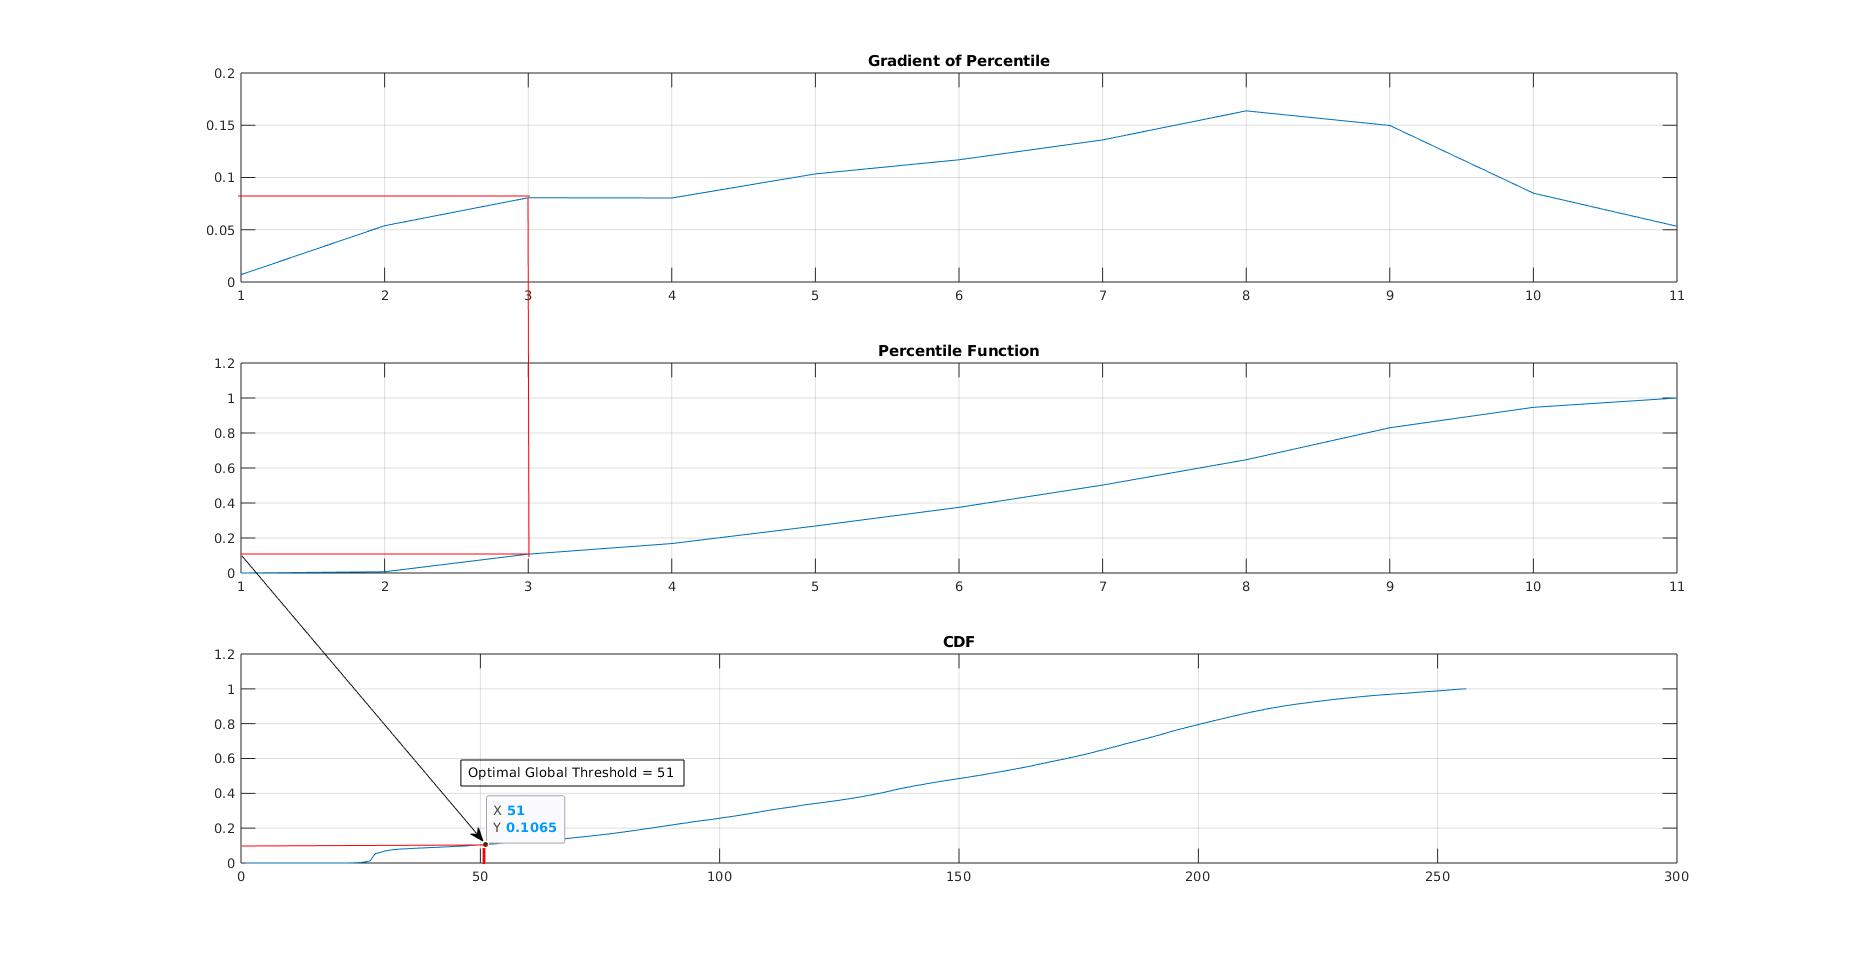 Gradient of Percentile
0.2
0.15
0.1
0.05
0
1 2 3 4 5 6 7 8 9 10 11
Percentile Function
1.2
1
0.8
0.6
0.4
0.2
0
1 2 3 4 5 6 7 8 9 10 11
CDF
1.2
1
0.8
0.6
0.4
0.2
0
Optimal Global Threshold = 51
X 51
Y 0.1065
0 50 100 150 200 250 300